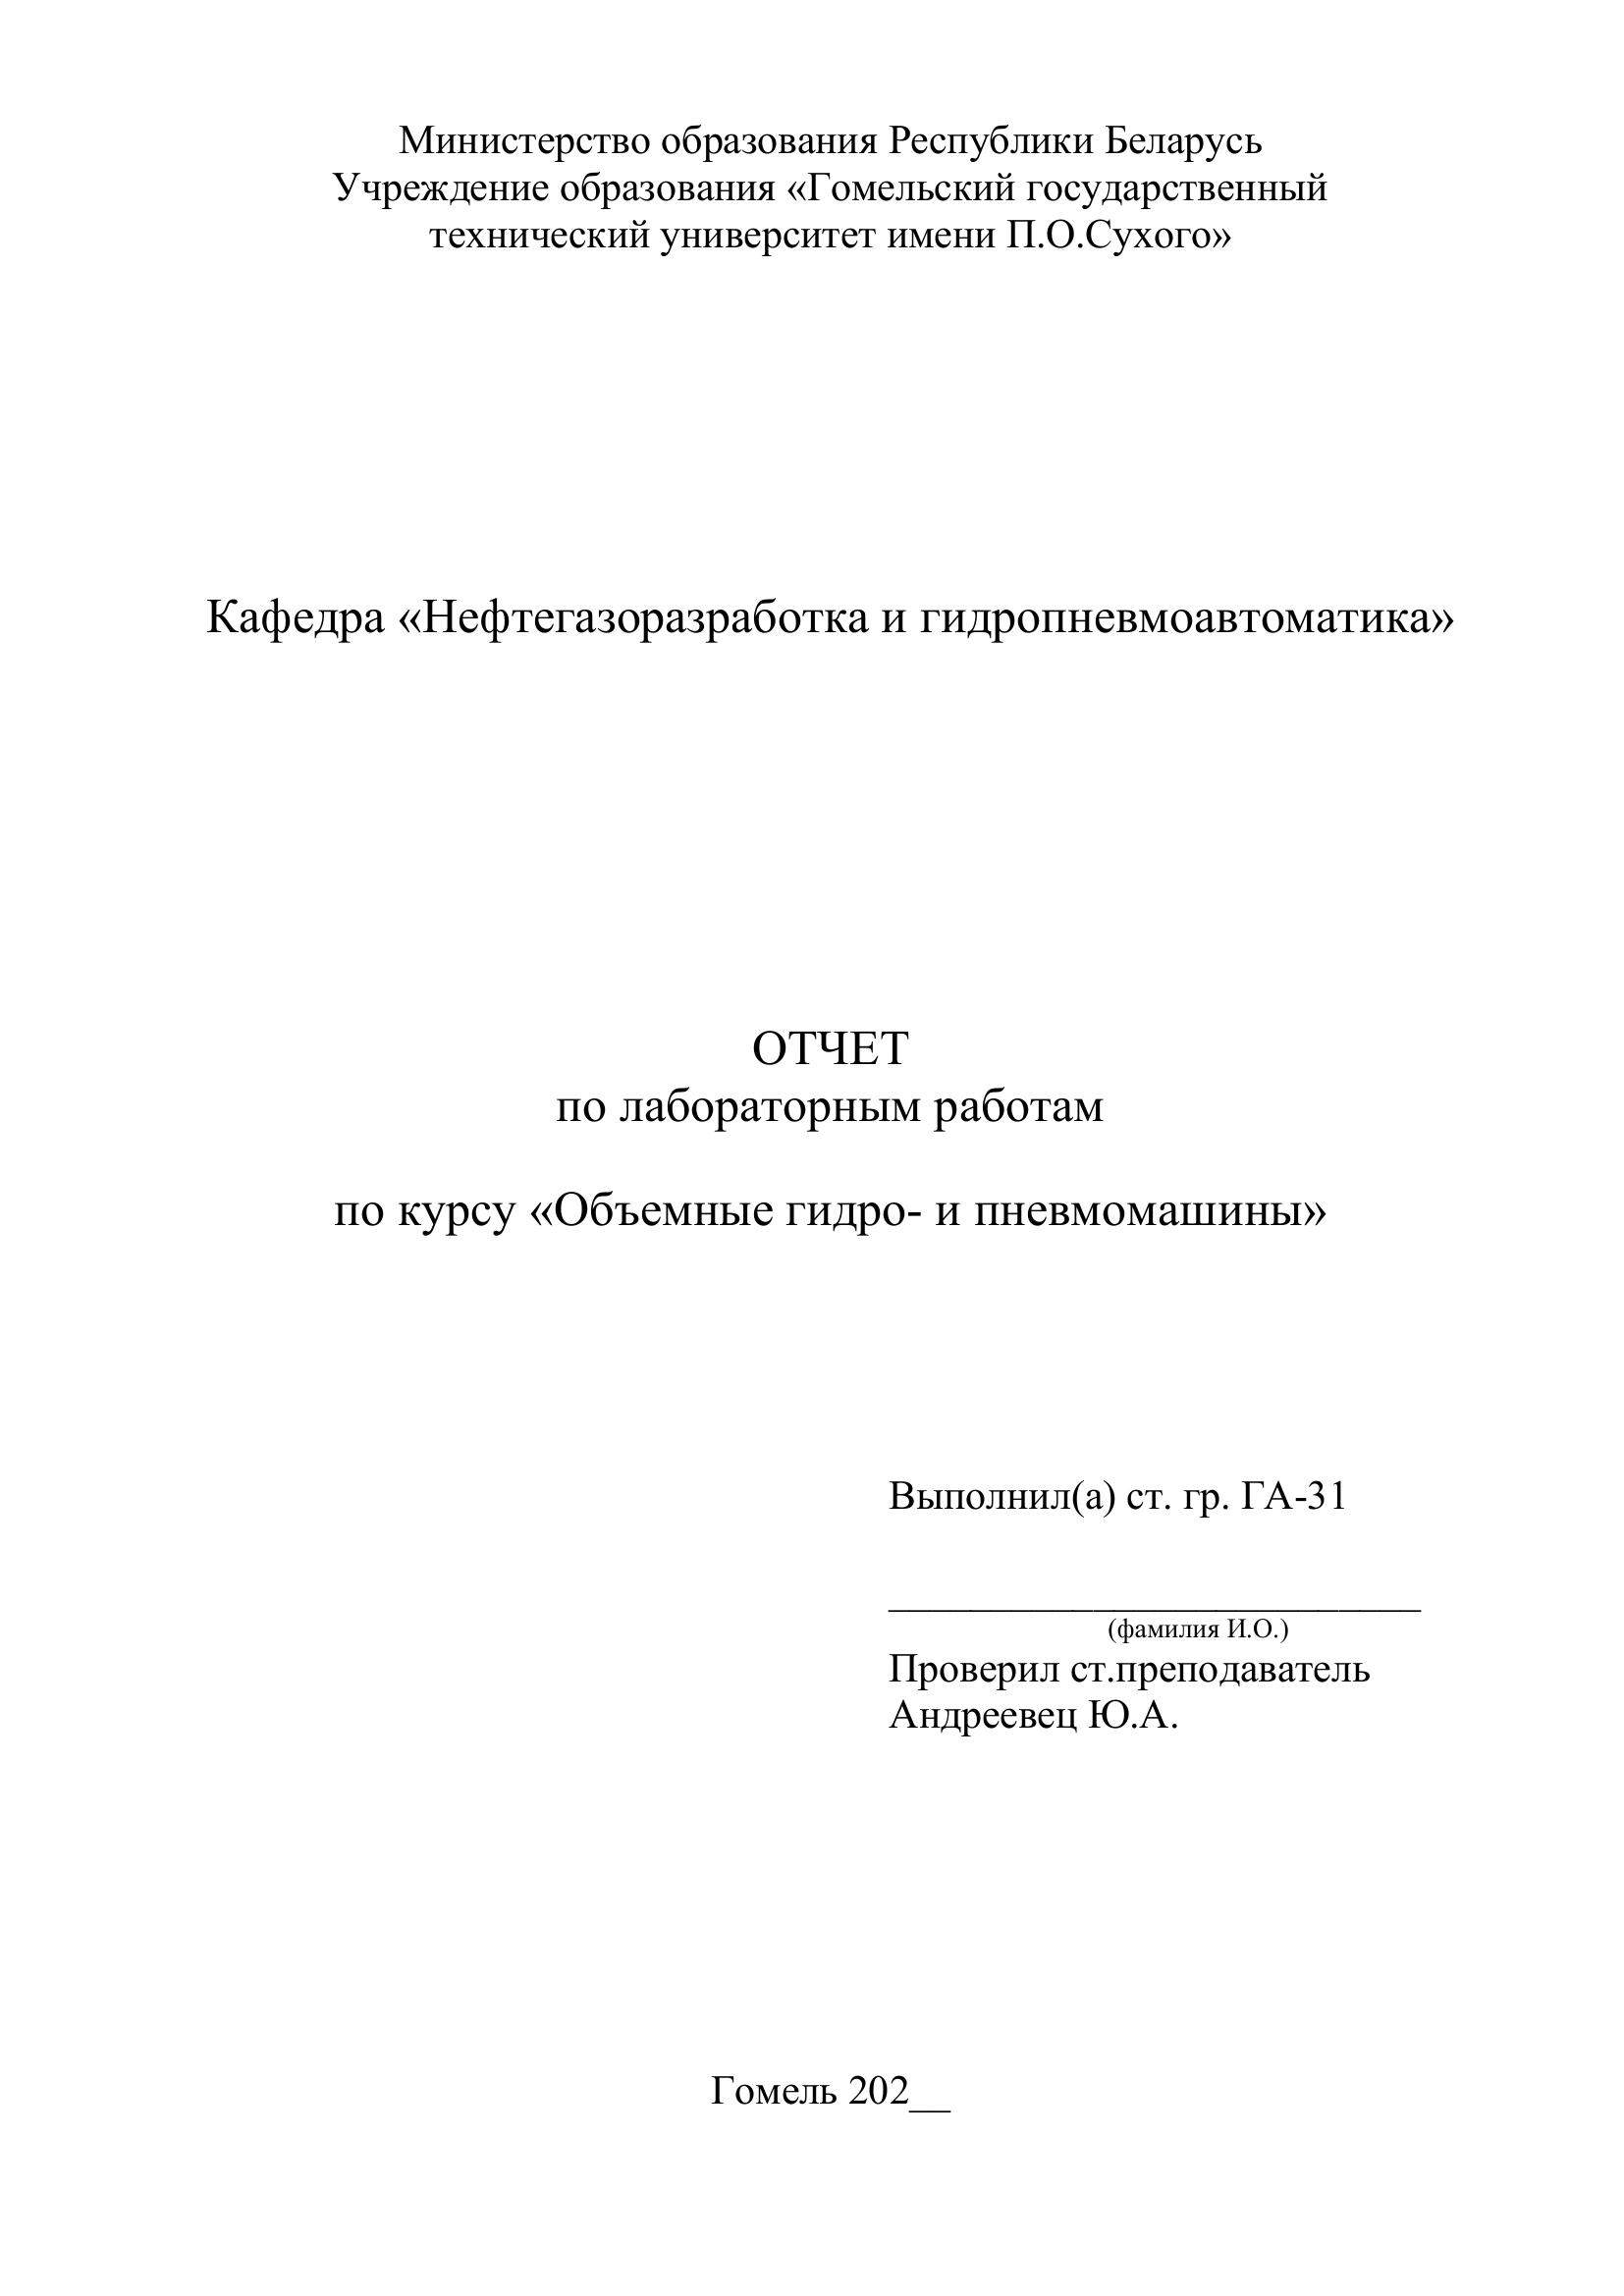 Министерство образования Республики Беларусь
Учреждение образования «Гомельский государственный
технический университет имени П.О.Сухого»
Кафедра «Нефтегазоразработка и гидропневмоавтоматика»
ОТЧЕТ
по лабораторным работам
по курсу «Объемные гидро- и пневмомашины»
Выполнил(а) ст. гр. ГА-31
__________________________
(фамилия И.О.)
Проверил ст.преподаватель
Андреевец Ю.А.
Гомель 202__